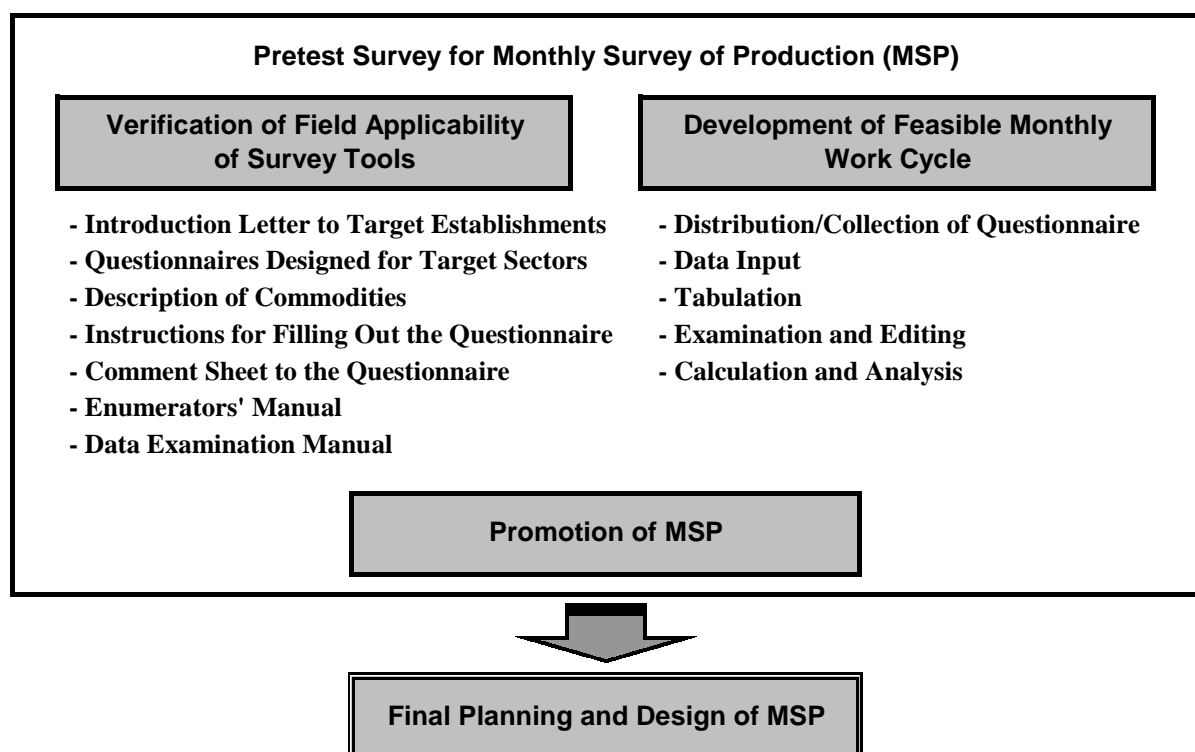 Pretest Survey for Monthly Survey of Production (MSP)
Verification of Field Applicability
of Survey Tools
- Introduction Letter to Target Establishments
- Questionnaires Designed for Target Sectors
- Description of Commodities
- Instructions for Filling Out the Questionnaire
- Comment Sheet to the Questionnaire
- Enumerators' Manual
- Data Examination Manual
Development of Feasible Monthly
Work Cycle
- Distribution/Collection of Questionnaire
- Data Input
- Tabulation
- Examination and Editing
- Calculation and Analysis
Promotion of MSP
Final Planning and Design of MSP